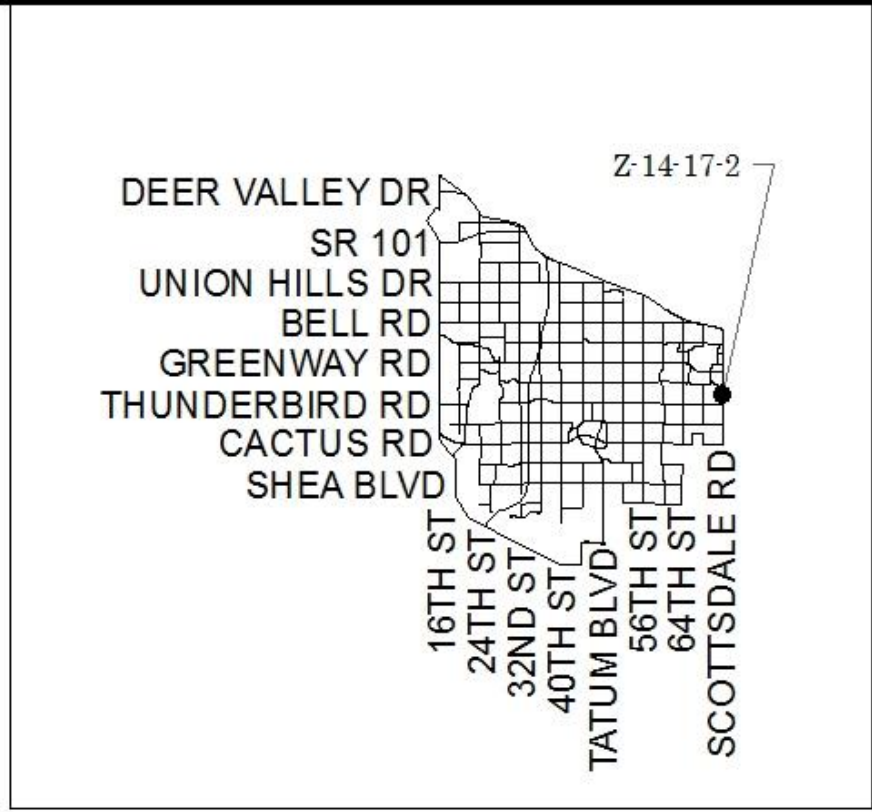 Z-14-17-2
DEER VALLEY DR
SR 101
UNION HILLS DR
BELL RD
GREENWAY RD
THUNDERBIRD RD
CACTUS RD
SHEA BLVD
16TH ST
24TH ST
32ND ST
40TH ST
TATUM BLVD
56TH ST
64TH ST
SCOTTSDALE RD